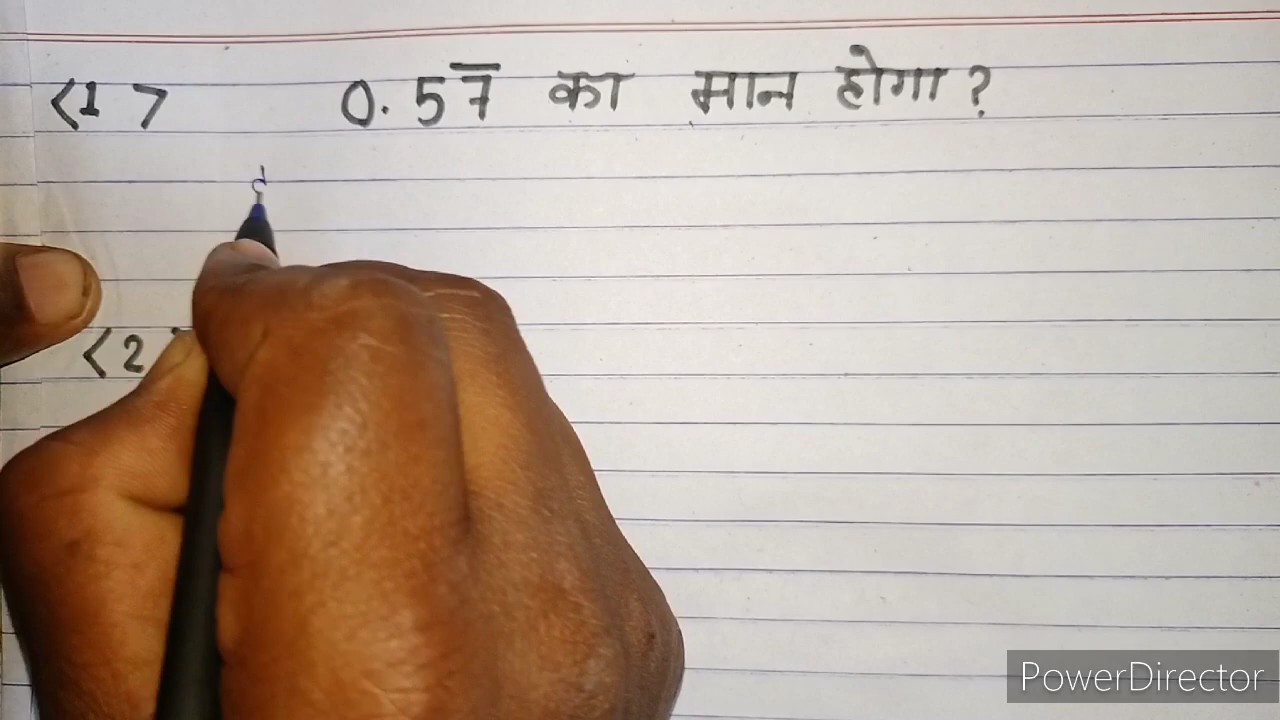 <1> 0.57̅ का मान होगा ?
<2
PowerDirector